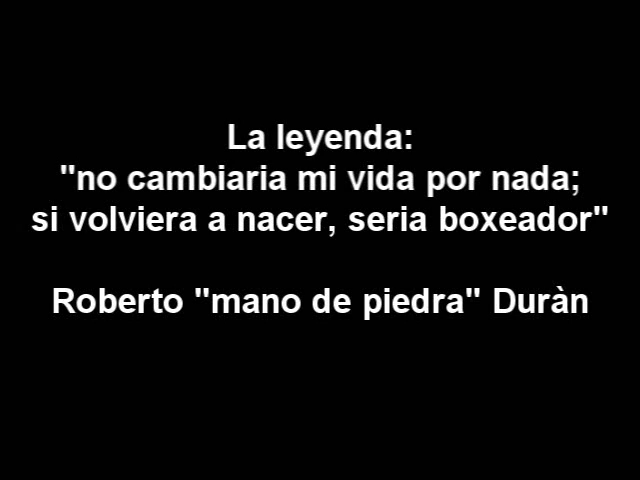 La leyenda:
"no cambiaria mi vida por nada;
si volviera a nacer, seria boxeador"
Roberto "mano de piedra" Duràn